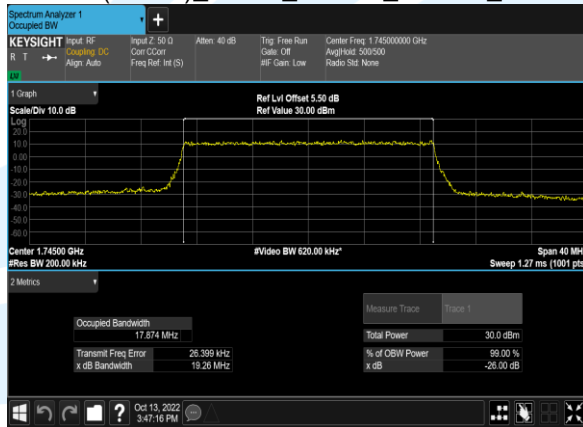 Spectrum Analyzer 1
Occupied BW
+
KEYSIGHT Input: RF Input Z: 50 Ω Atten: 40 dB Trig: Free Run Center Freq: 1.745000000 GHz
R T Coupling: DC Corr CCorr Gate: Off Avg|Hold: 500/500
Align: Auto Freq Ref: Int (S) #IF Gain: Low Radio Std: None
LXI
1 Graph
Ref Lvl Offset 5.50 dB
Scale/Div 10.0 dB Ref Value 30.00 dBm
Log
20.0
10.0
0.00
-10.0
-20.0
-30.0
-40.0
-50.0
-60.0
Center 1.74500 GHz #Video BW 620.00 kHz* Span 40 MH
#Res BW 200.00 kHz Sweep 1.27 ms (1001 pts
2 Metrics
Measure Trace Trace 1
Occupied Bandwidth
17.874 MHz
Total Power 30.0 dBm
Transmit Freq Error 26.399 kHz % of OBW Power 99.00 %
x dB Bandwidth 19.26 MHz x dB -26.00 dB
? Oct 13, 2022
3:47:16 PM